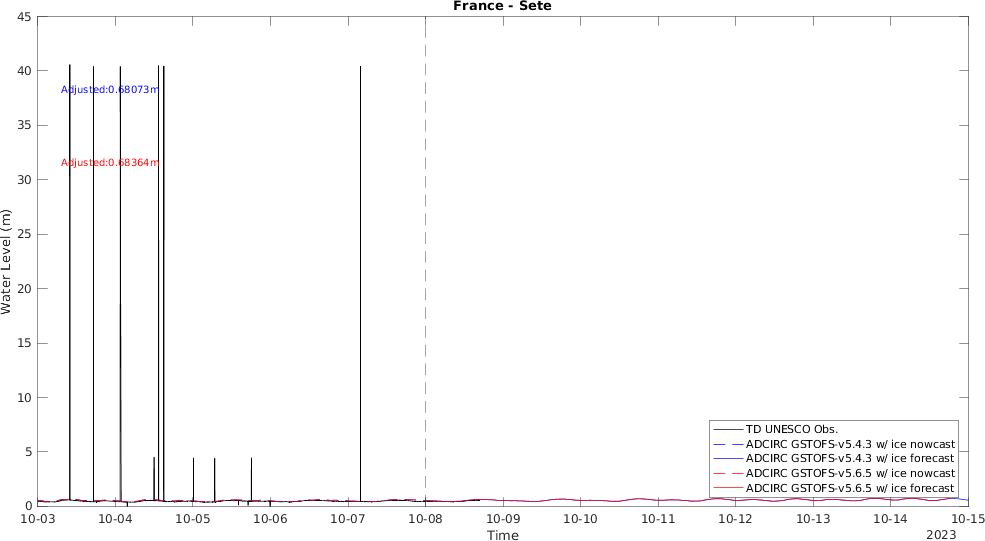 France - Sete
45
40
35
30
25
20
15
10
5
0
Water Level (m)
Adjusted:0.68073m
Adjusted:0.68364m
TD UNESCO Obs.
ADCIRC GSTOFS-v5.4.3 w/ ice nowcast
ADCIRC GSTOFS-v5.4.3 w/ ice forecast
ADCIRC GSTOFS-v5.6.5 w/ ice nowcast
ADCIRC GSTOFS-v5.6.5 w/ ice forecast
10-03 10-04 10-05 10-06 10-07 10-08 10-09 10-10 10-11 10-12 10-13 10-14 10-15
Time
2023